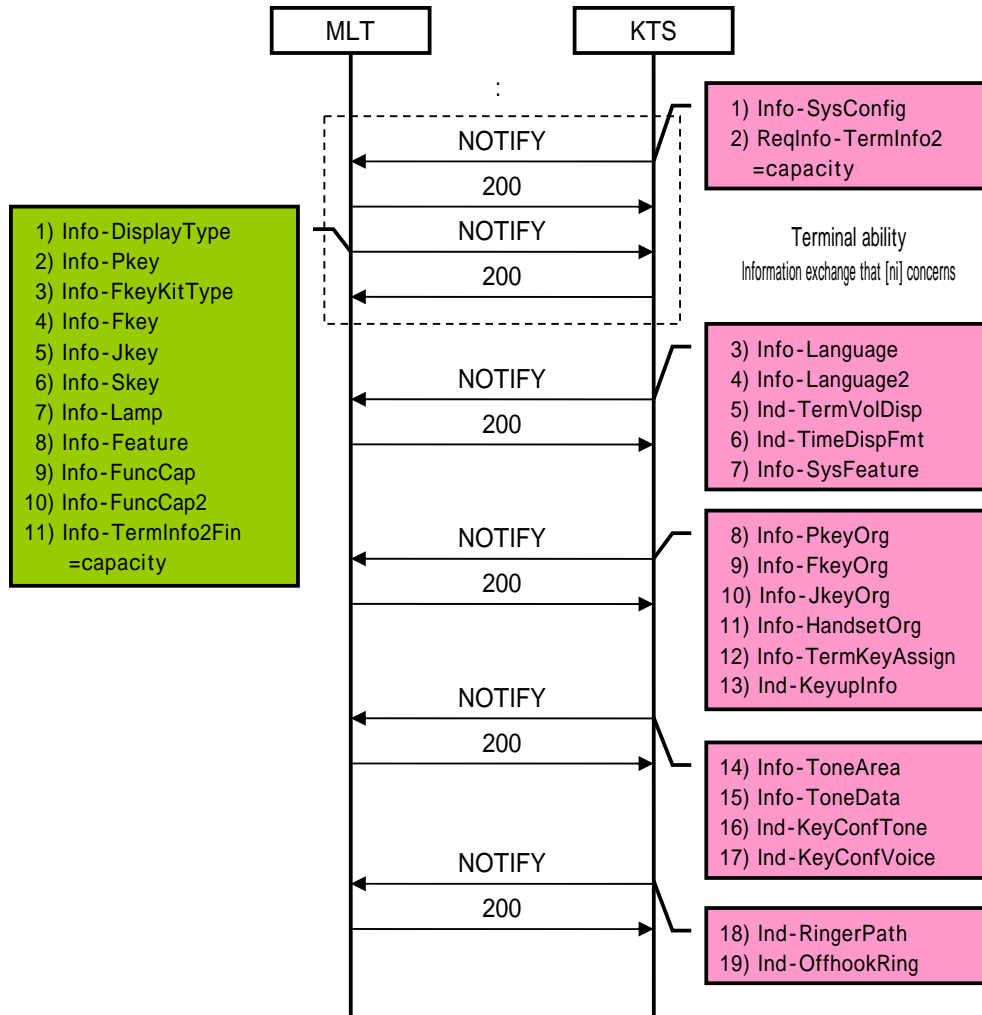 MLT
KTS
:
1) Info-SysConfig
2) ReqInfo-TermInfo2
=capacity
NOTIFY
200
NOTIFY
200
Terminal ability
Information exchange that [ni] concerns
1) Info-DisplayType
2) Info-Pkey
3) Info-FkeyKitType
4) Info-Fkey
5) Info-Jkey
6) Info-Skey
7) Info-Lamp
8) Info-Feature
9) Info-FuncCap
10) Info-FuncCap2
11) Info-TermInfo2Fin
=capacity
NOTIFY
200
3) Info-Language
4) Info-Language2
5) Ind-TermVolDisp
6) Ind-TimeDispFmt
7) Info-SysFeature
NOTIFY
200
8) Info-PkeyOrg
9) Info-FkeyOrg
10) Info-JkeyOrg
11) Info-HandsetOrg
12) Info-TermKeyAssign
13) Ind-KeyupInfo
NOTIFY
200
14) Info-ToneArea
15) Info-ToneData
16) Ind-KeyConfTone
17) Ind-KeyConfVoice
NOTIFY
200
18) Ind-RingerPath
19) Ind-OffhookRing